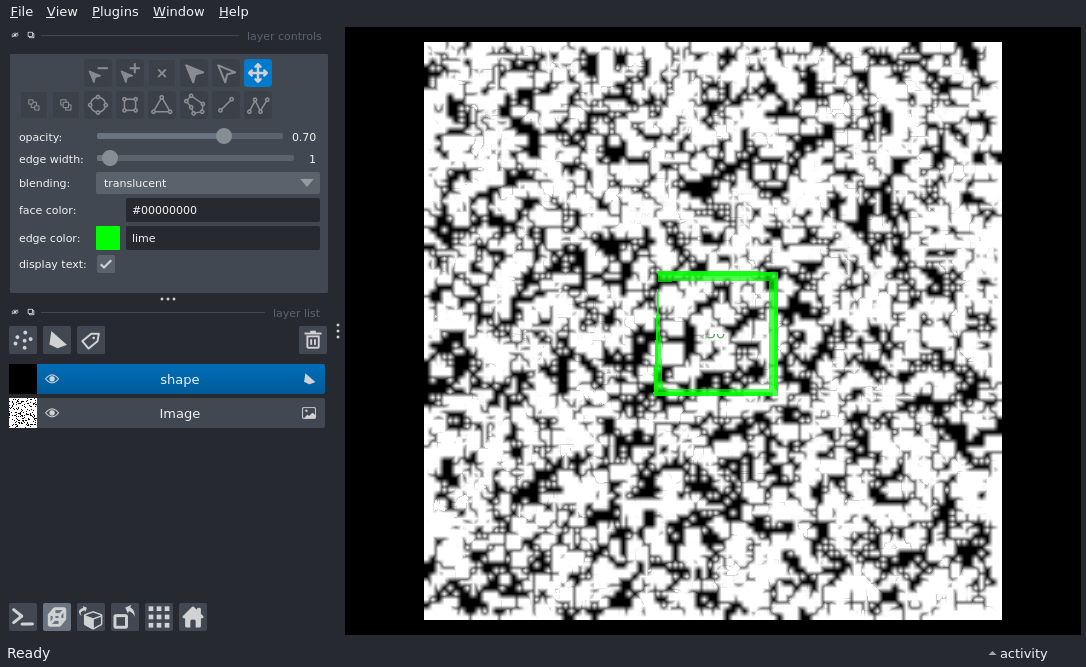 File View Plugins Window Help
layer controls
opacity: 0.70
edge width: 1
blending: translucent
face color: #00000000
edge color: lime
display text:
layer list
shape
Image
Ready
activity